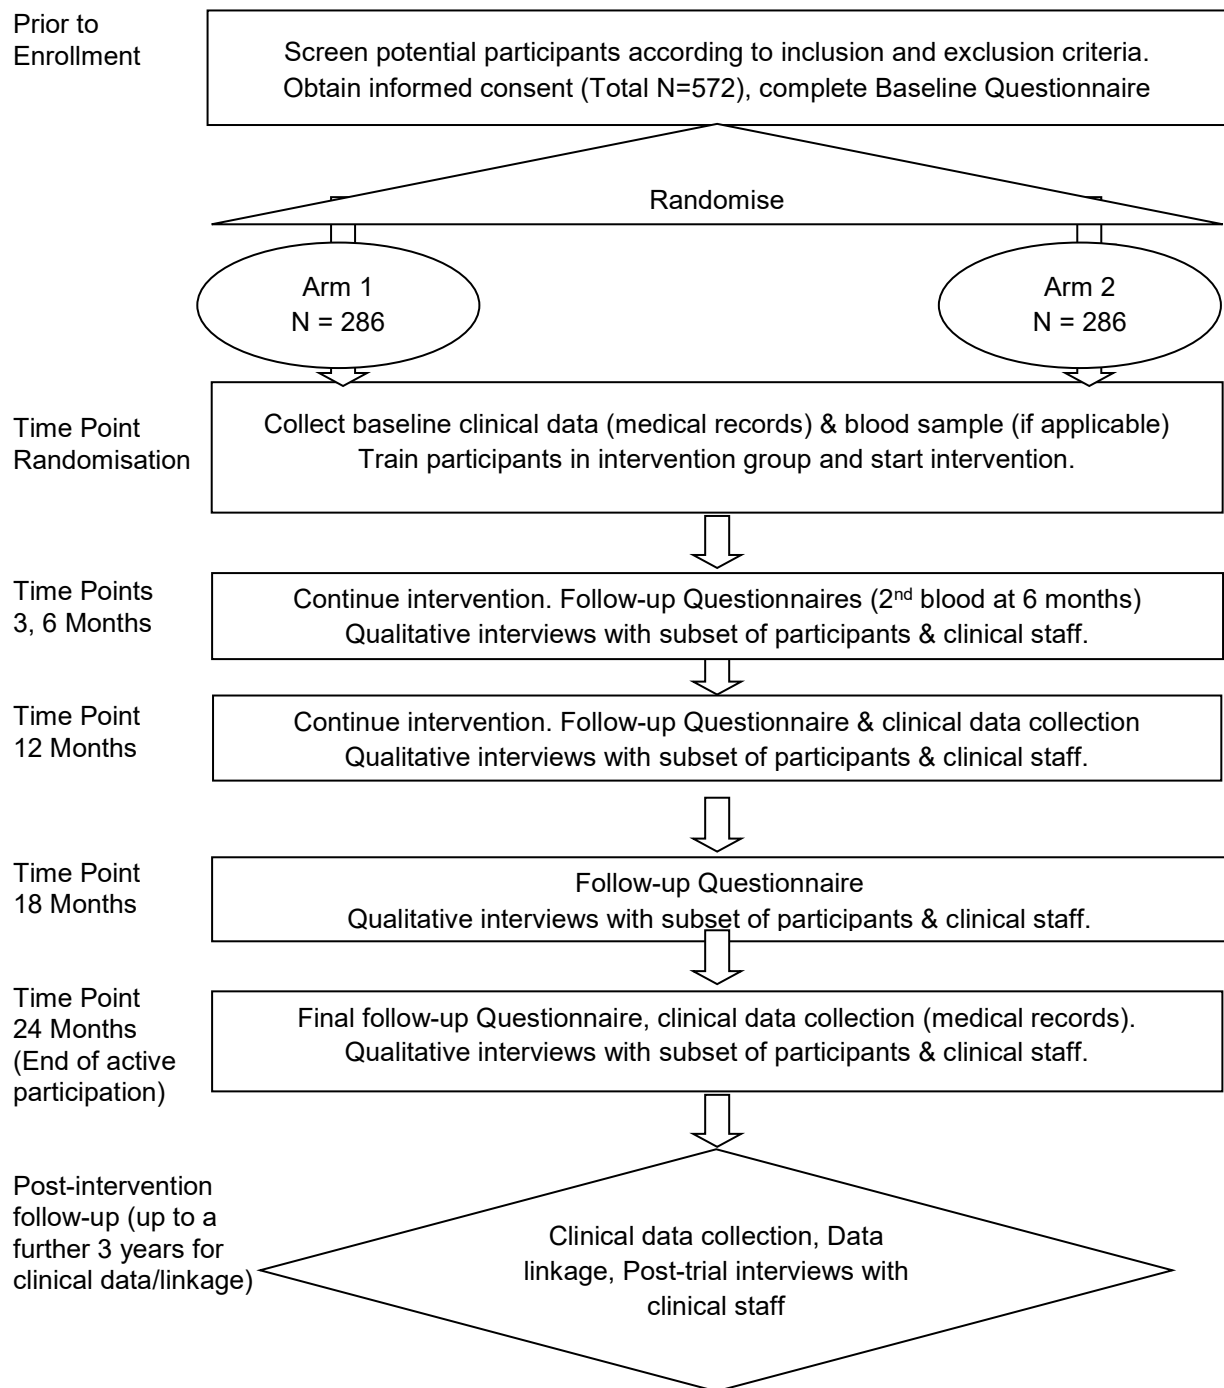 Prior to
Enrollment
Screen potential participants according to inclusion and exclusion criteria.
Obtain informed consent (Total N=572), complete Baseline Questionnaire
Randomise
Arm 1
N = 286
Arm 2
N = 286
Time Point
Randomisation
Collect baseline clinical data (medical records) & blood sample (if applicable)
Train participants in intervention group and start intervention.
Time Points
3, 6 Months
Continue intervention. Follow-up Questionnaires (2nd blood at 6 months)
Qualitative interviews with subset of participants & clinical staff.
Time Point
12 Months
Continue intervention. Follow-up Questionnaire & clinical data collection
Qualitative interviews with subset of participants & clinical staff.
Time Point
18 Months
Follow-up Questionnaire
Qualitative interviews with subset of participants & clinical staff.
Time Point
24 Months
(End of active
participation)
Final follow-up Questionnaire, clinical data collection (medical records).
Qualitative interviews with subset of participants & clinical staff.
Post-intervention
follow-up (up to a
further 3 years for
clinical data/linkage)
Clinical data collection, Data
linkage, Post-trial interviews with
clinical staff